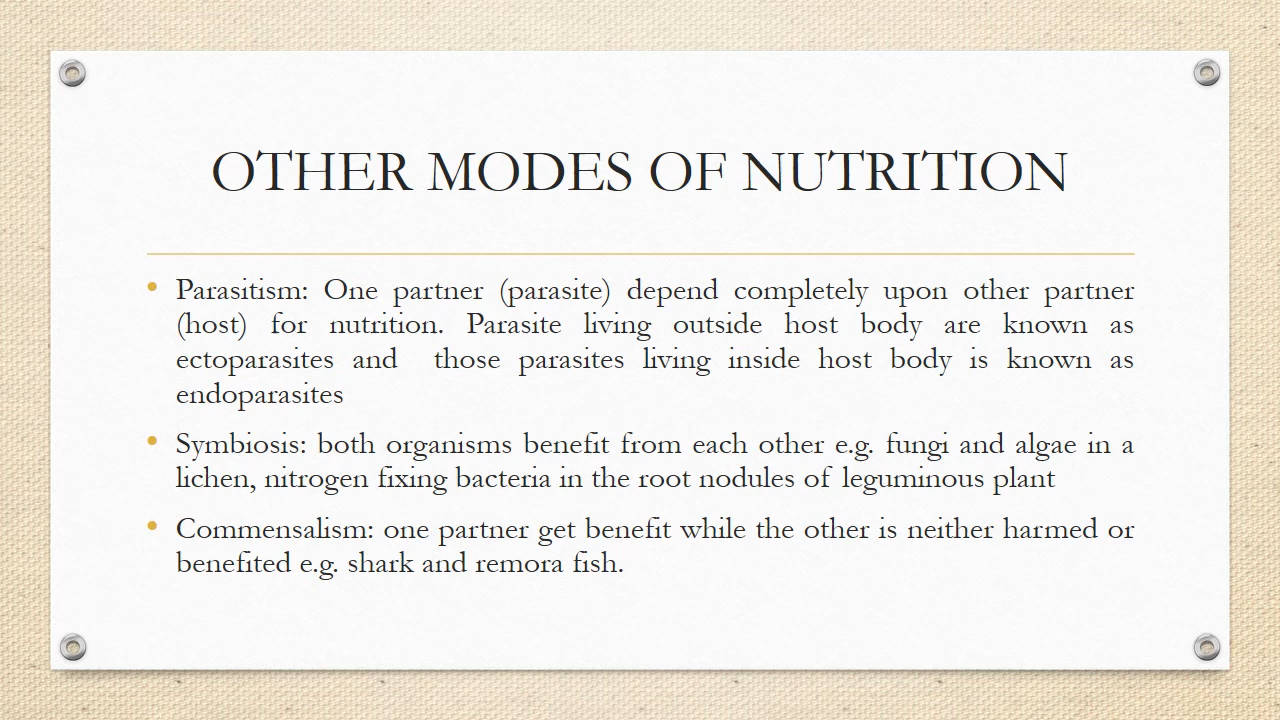 OTHER MODES OF NUTRITION
• Parasitism: One partner (parasite) depend completely upon other partner
(host) for nutrition. Parasite living outside host body are known as
ectoparasites and those parasites living inside host body is known as
endoparasites
• Symbiosis: both organisms benefit from each other e.g. fungi and algae in a
lichen, nitrogen fixing bacteria in the root nodules of leguminous plant
• Commensalism: one partner get benefit while the other is neither harmed or
benefited e.g. shark and remora fish.